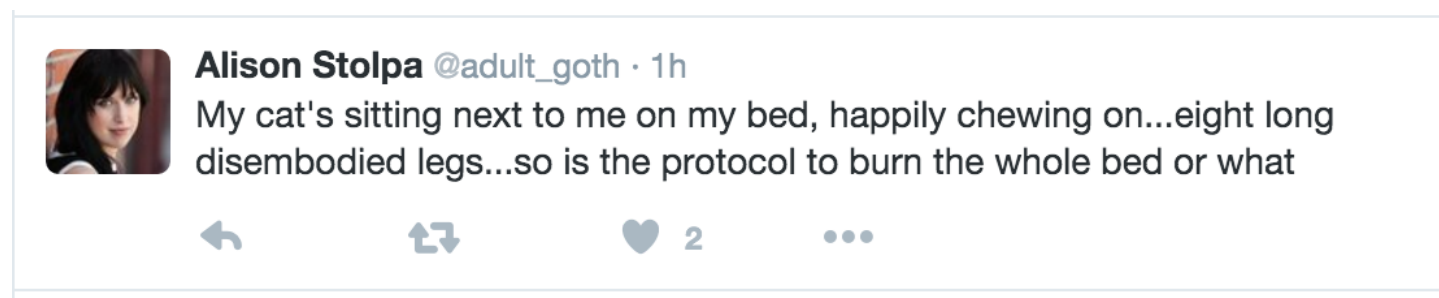 Alison Stolpa @adult_goth · 1h
My cat's sitting next to me on my bed, happily chewing on...eight long
disembodied legs...so is the protocol to burn the whole bed or what
2